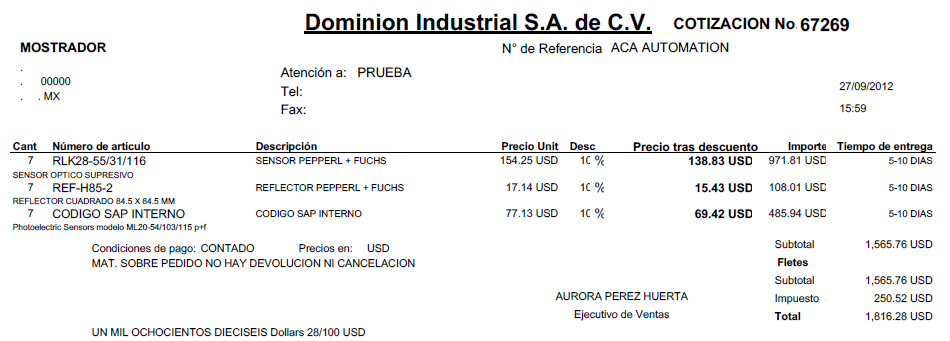 Dominion Industrial S.A. de C.V. COTIZACION No. 67269
MOSTRADOR N° de Referencia ACA AUTOMATION
.
. 00000
. . MX
Atención a: PRUEBA
Tel:
Fax:
27/09/2012
15:59
Cant Número de artículo Descripción Precio Unit Desc Precio tras descuento Importe Tiempo de entrega
7 RLK28-55/31/116 SENSOR PEPPERL + FUCHS 154.25 USD 10 % 138.83 USD 971.81 USD 5-10 DIAS
SENSOR OPTICO SUPRESIVO
7 REF-H85-2 REFLECTOR PEPPERL + FUCHS 17.14 USD 10 % 15.43 USD 108.01 USD 5-10 DIAS
REFLECTOR CUADRADO 84.5 X 84.5 MM
7 CODIGO SAP INTERNO CODIGO SAP INTERNO 77.13 USD 10 % 69.42 USD 485.94 USD 5-10 DIAS
Photoelectric Sensors modelo ML20-54/103/115 p+f
Condiciones de pago: CONTADO Precios en: USD
MAT. SOBRE PEDIDO NO HAY DEVOLUCION NI CANCELACION
Subtotal 1,565.76 USD
Fletes
Subtotal 1,565.76 USD
Impuesto 250.52 USD
Total 1,816.28 USD
AURORA PEREZ HUERTA
Ejecutivo de Ventas
UN MIL OCHOCIENTOS DIECISEIS Dollars 28/100 USD